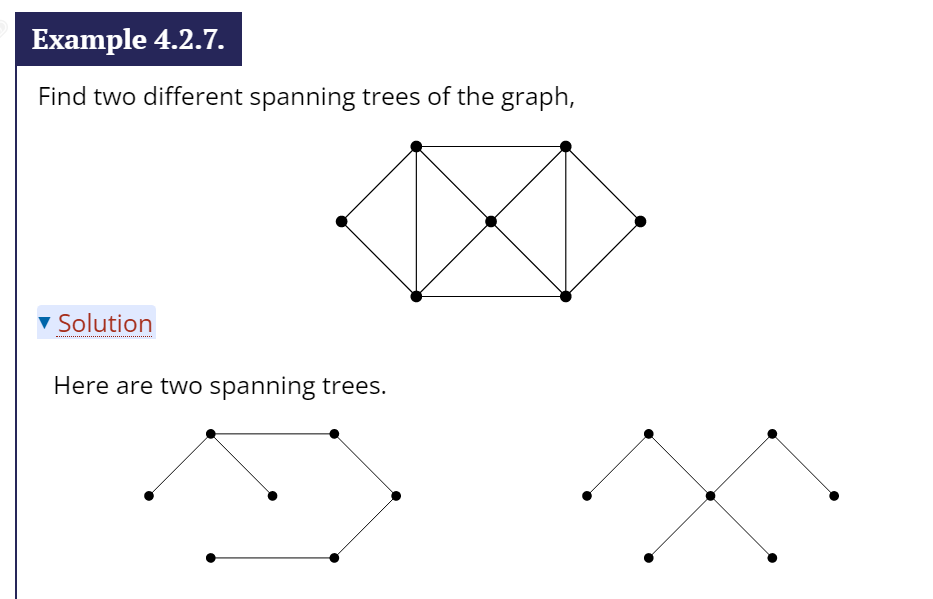 Example 4.2.7.
Find two different spanning trees of the graph,
Solution
Here are two spanning trees.